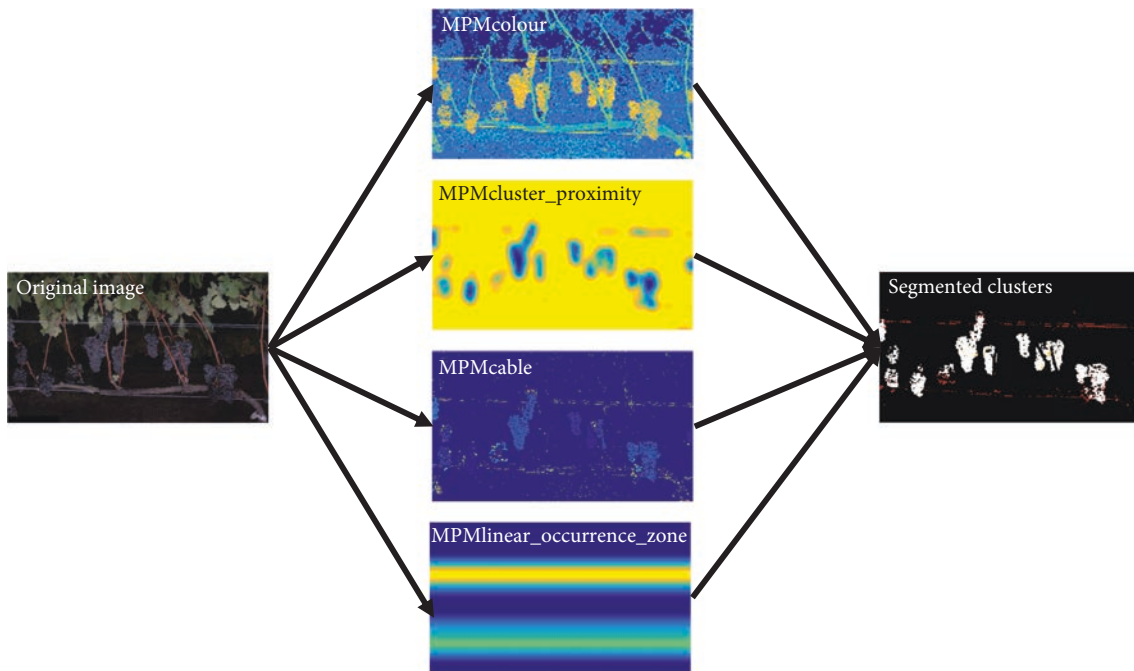 MPMcolour
MPMcluster_proximity
Original image
Segmented clusters
MPMcable
MPMlinear_occurrence_zone